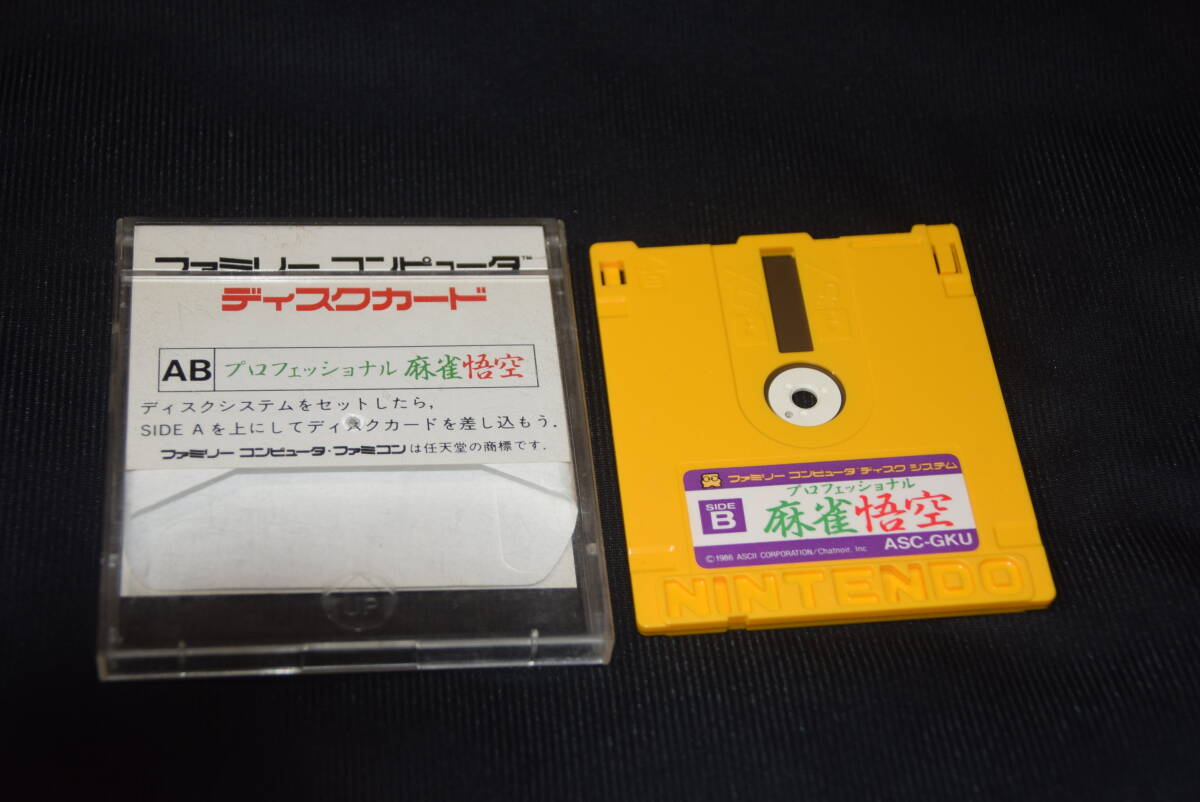 ファミリー コンピュータ™
ディスクカード
AB プロフェッショナル 麻雀悟空
ディスクシステムをセットしたら,
SIDE A を上にしてディスクカードを差し込もう.
ファミリー コンピュータ・ファミコン は任天堂の商標です.
ファミリー コンピュータ ディスク システム
プロフェッショナル
SIDE
B
麻雀悟空
© 1986 ASCII CORPORATION/Chatnoir, Inc
ASC-GKU
NINTENDO